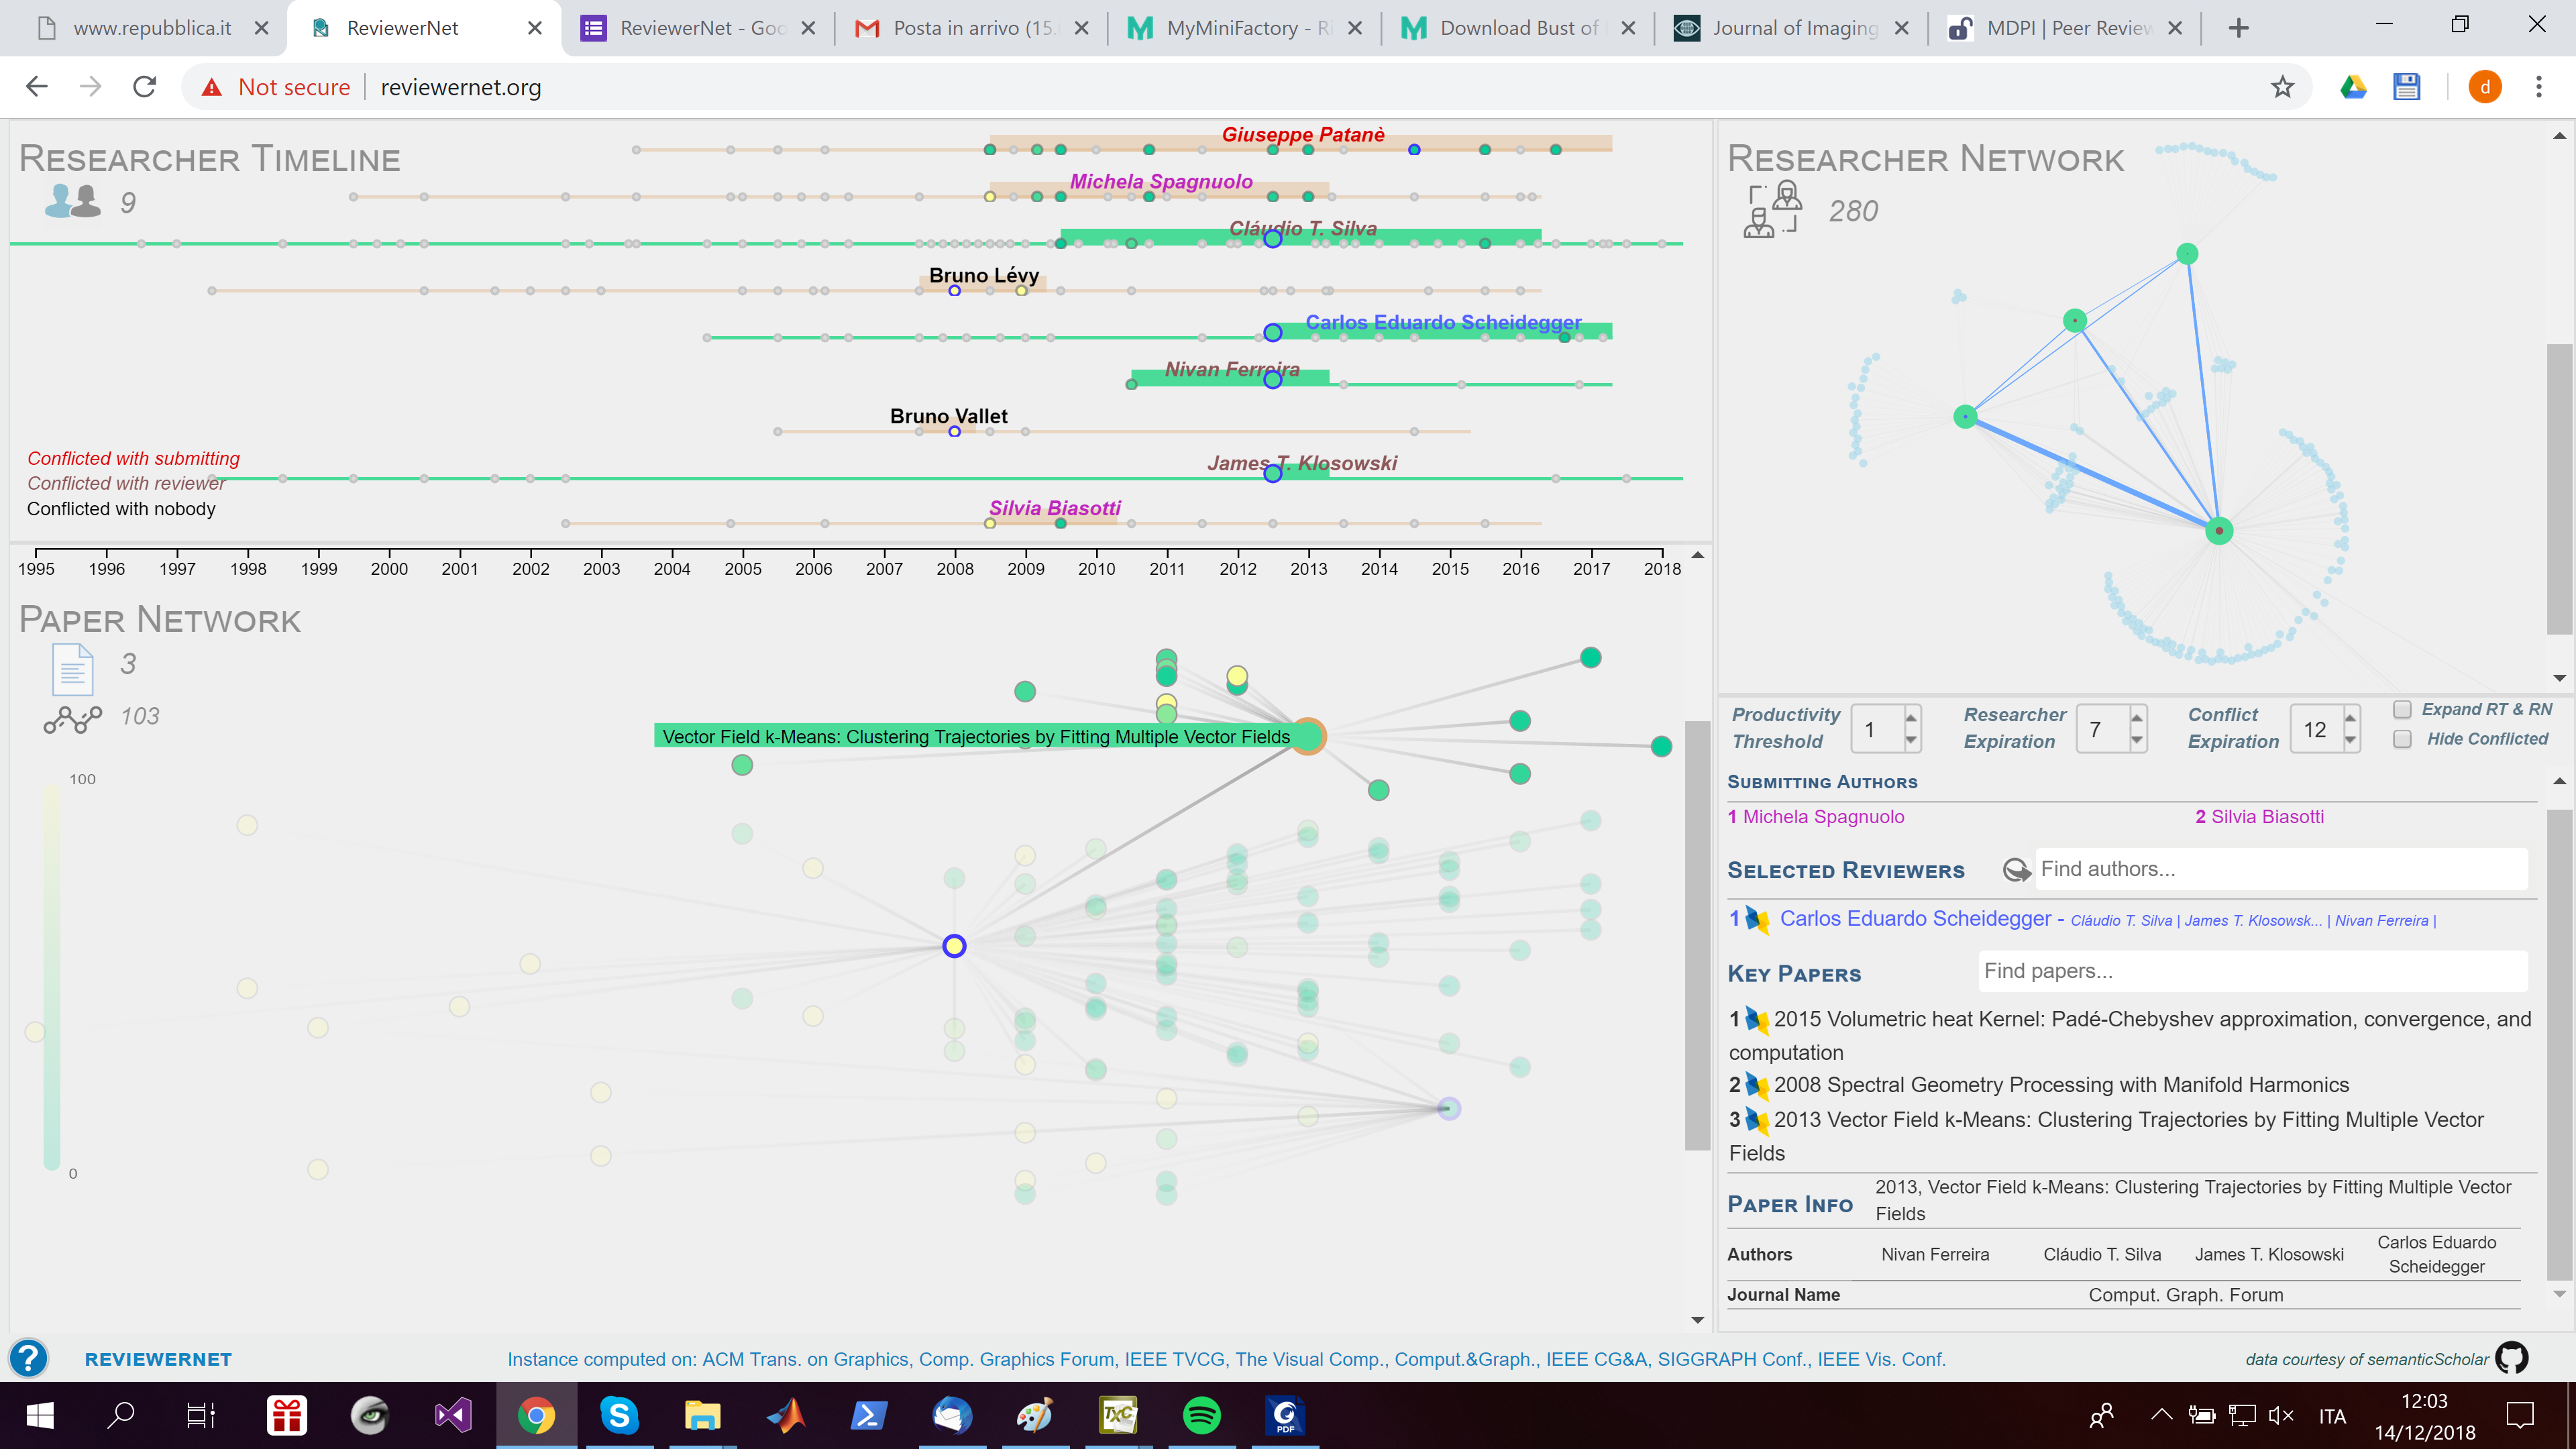 www.repubblica.it
ReviewerNet
ReviewerNet - Goo
Posta in arrivo (15.
MyMiniFactory - Ri
Download Bust of
Journal of Imaging
MDPI | Peer Review
Not secure
reviewernet.org
d
Researcher Timeline
9
Giuseppe Patanè
Michela Spagnuolo
Cláudio T. Silva
Bruno Lévy
Carlos Eduardo Scheidegger
Nivan Ferreira
Bruno Vallet
James T. Klosowski
Silvia Biasotti
Conflicted with submitting
Conflicted with reviewer
Conflicted with nobody
1995 1996 1997 1998 1999 2000 2001 2002 2003 2004 2005 2006 2007 2008 2009 2010 2011 2012 2013 2014 2015 2016 2017 2018
Paper Network
3
103
Vector Field k-Means: Clustering Trajectories by Fitting Multiple Vector Fields
100
0
Researcher Network
280
Productivity Threshold 1
Researcher Expiration 7
Conflict Expiration 12
Expand RT & RN
Hide Conflicted
Submitting Authors
1 Michela Spagnuolo 2 Silvia Biasotti
Selected Reviewers Find authors...
1 Carlos Eduardo Scheidegger - Cláudio T. Silva | James T. Klosowsk... | Nivan Ferreira |
Key Papers Find papers...
1 2015 Volumetric heat Kernel: Padé-Chebyshev approximation, convergence, and
computation
2 2008 Spectral Geometry Processing with Manifold Harmonics
3 2013 Vector Field k-Means: Clustering Trajectories by Fitting Multiple Vector
Fields
Paper Info 2013, Vector Field k-Means: Clustering Trajectories by Fitting Multiple Vector
Fields
Authors Nivan Ferreira Cláudio T. Silva James T. Klosowski Carlos Eduardo Scheidegger
Journal Name Comput. Graph. Forum
? REVIEWERNET
Instance computed on: ACM Trans. on Graphics, Comp. Graphics Forum, IEEE TVCG, The Visual Comp., Comput.&Graph., IEEE CG&A, SIGGRAPH Conf., IEEE Vis. Conf.
data courtesy of semanticScholar
S
TXC
PDF
ITA
12:03
14/12/2018